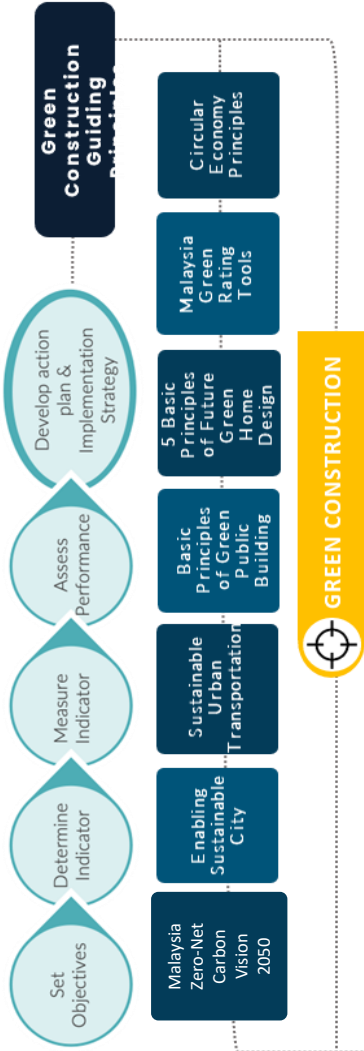 Set
Objectives
Determine
Indicator
Measure
Indicator
Assess
Performance
Develop action
plan &
Implementation
Strategy
Green
Construction
Guiding
Malaysia
Zero-Net
Carbon
Vision
2050
Enabling
Sustainable
City
Sustainable
Urban
Transportation
Basic
Principles
of Green
Public
Building
5 Basic
Principles
of Future
Green
Home
Design
Malaysia
Green
Rating
Tools
Circular
Economy
Principles
GREEN CONSTRUCTION